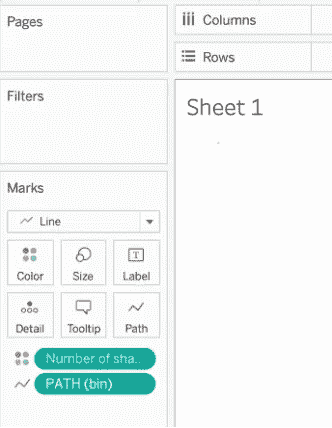 Pages
Columns
Rows
Filters
Sheet 1
Marks
Line
Color
Size
T
Label
Detail
Tooltip
Path
Number of sha..
PATH (bin)